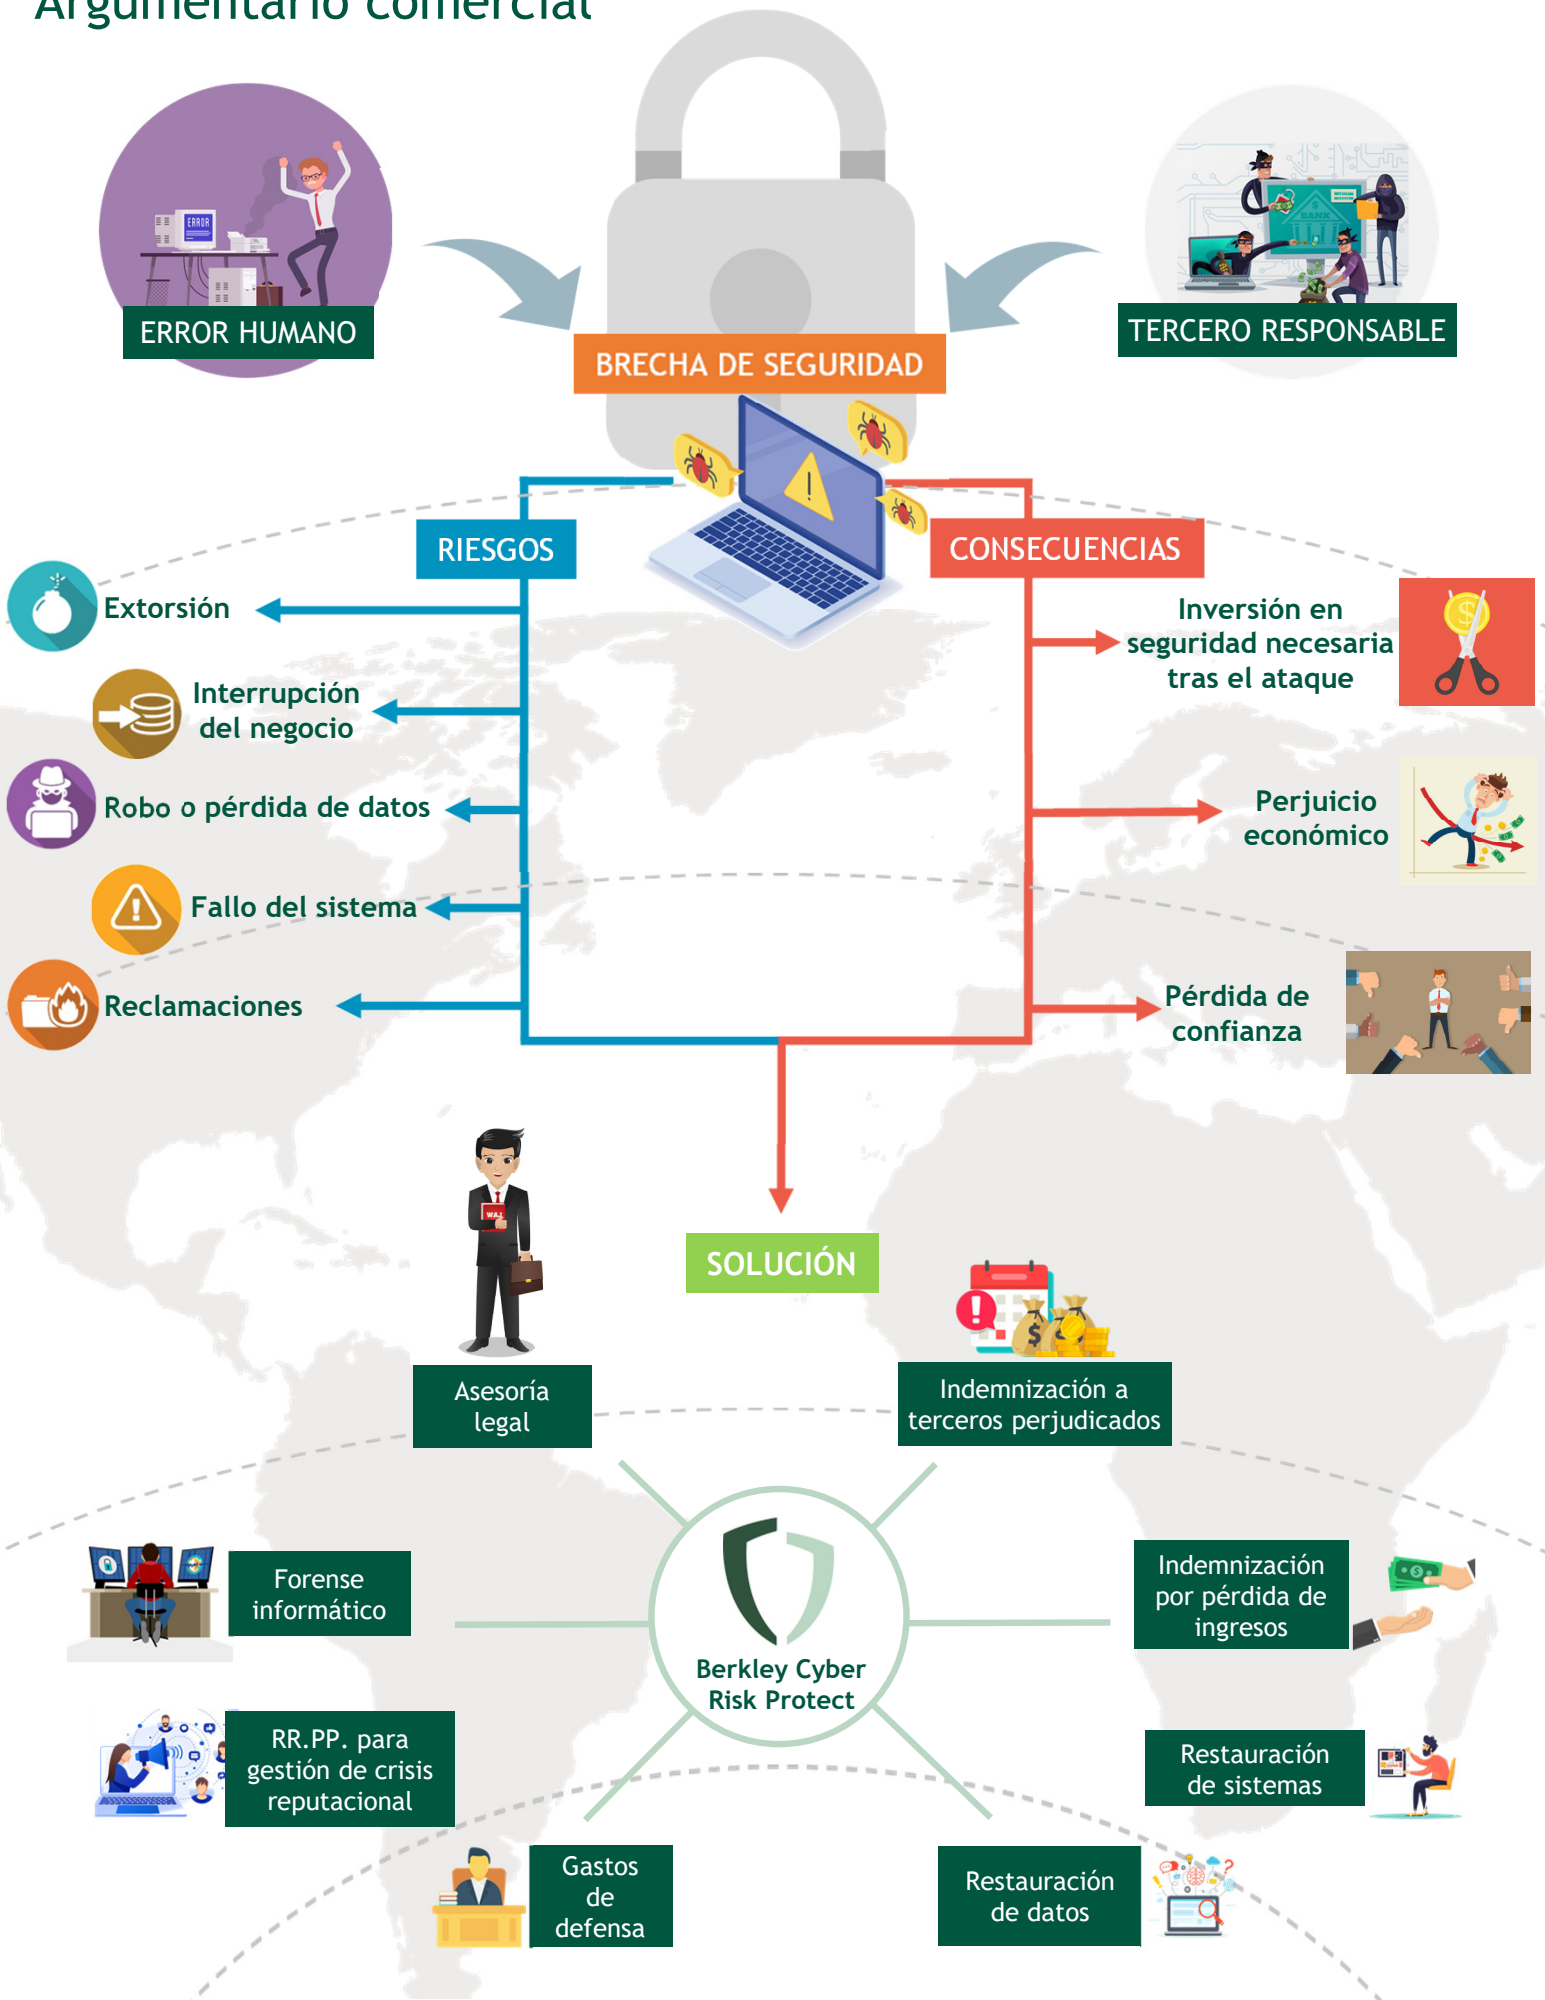 Argumentario comercial
ERROR
BANK
ERROR HUMANO
TERCERO RESPONSABLE
BRECHA DE SEGURIDAD
RIESGOS
CONSECUENCIAS
Extorsión
Interrupción
del negocio
Robo o pérdida de datos
Fallo del sistema
Reclamaciones
Inversión en
seguridad necesaria
tras el ataque
Perjuicio
económico
Pérdida de
confianza
SOLUCIÓN
Asesoría
legal
Indemnización a
terceros perjudicados
Forense
informático
Indemnización
por pérdida de
ingresos
Berkley Cyber
Risk Protect
RR.PP. para
gestión de crisis
reputacional
Restauración
de sistemas
Gastos
de
defensa
Restauración
de datos